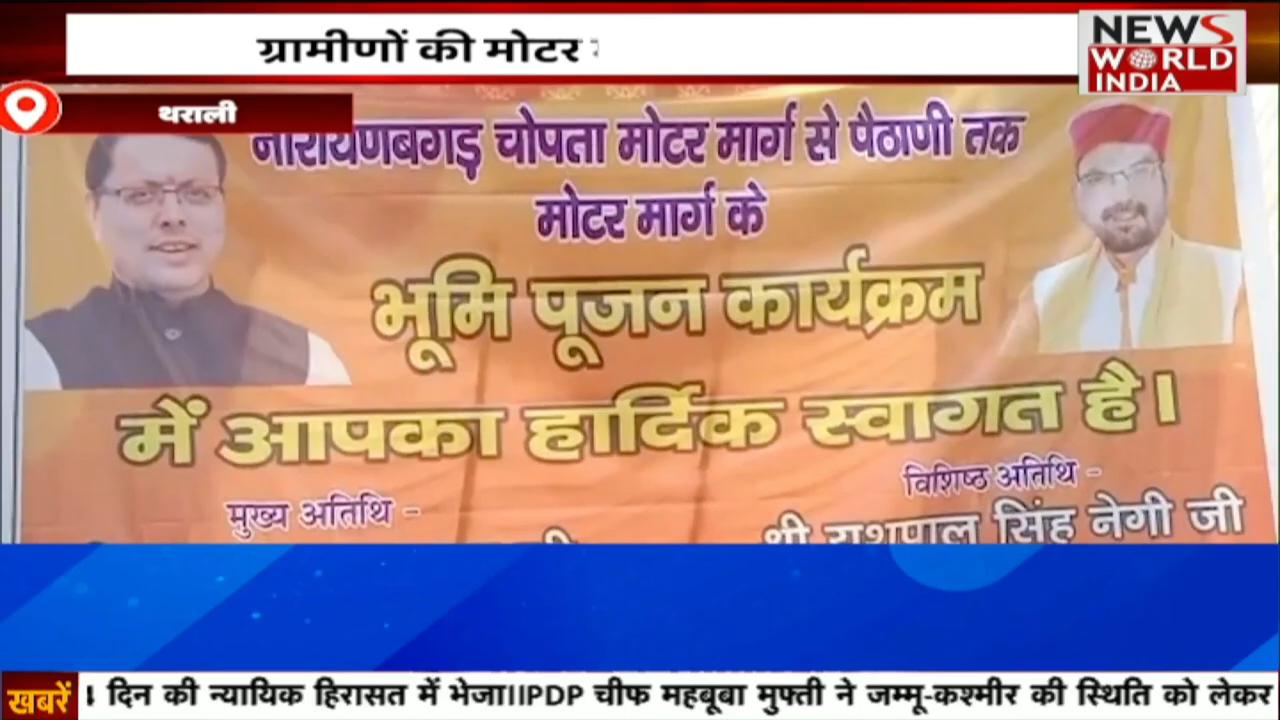 ग्रामीणों की मोटर
NEWS
WORLD
INDIA
थराली
नारायणबगड़ चोपता मोटर मार्ग से पैठाणी तक
मोटर मार्ग के
भूमि पूजन कार्यक्रम
में आपका हार्दिक स्वागत है।
विशिष्ठ अतिथि -
मुख्य अतिथि -
सिंह नेगी जी
खबरें
दिन की न्यायिक हिरासत में भेजा||PDP चीफ महबूबा मुफ्ती ने जम्मू-कश्मीर की स्थिति को लेकर